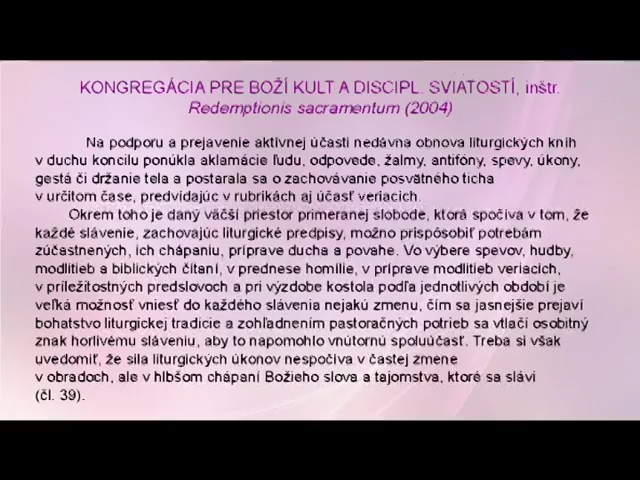 KONGREGÁCIA PRE BOŽÍ KULT A DISCIPL. SVIATOSTÍ, inštr.
Redemptionis sacramentum (2004)
Na podporu a prejavenie aktívnej účasti nedávna obnova liturgických kníh
v duchu koncilu ponúkla aklamácie ľudu, odpovede, žalmy, antifóny, spevy, úkony,
gestá či držanie tela a postarala sa o zachovávanie posvätného ticha
v určitom čase, predvídajúc v rubrikách aj účasť veriacich.
Okrem toho je daný väčší priestor primeranej slobode, ktorá spočíva v tom, že
každé slávenie, zachovajúc liturgické predpisy, možno prispôsobiť potrebám
zúčastnených, ich chápaniu, príprave ducha a povahe. Vo výbere spevov, hudby,
modlitieb a biblických čítaní, v prednese homílie, v príprave modlitieb veriacich,
v príležitostných predslovoch a pri výzdobe kostola podľa jednotlivých období je
veľká možnosť vniesť do každého slávenia nejakú zmenu, čím sa jasnejšie prejaví
bohatstvo liturgickej tradície a zohľadnením pastoračných potrieb sa vtlačí osobitný
znak horlivému sláveniu, aby to napomohlo vnútornú spoluúčasť. Treba si však
uvedomiť, že sila liturgických úkonov nespočíva v častej zmene
v obradoch, ale v hlbšom chápaní Božieho slova a tajomstva, ktoré sa slávi
(čl. 39).